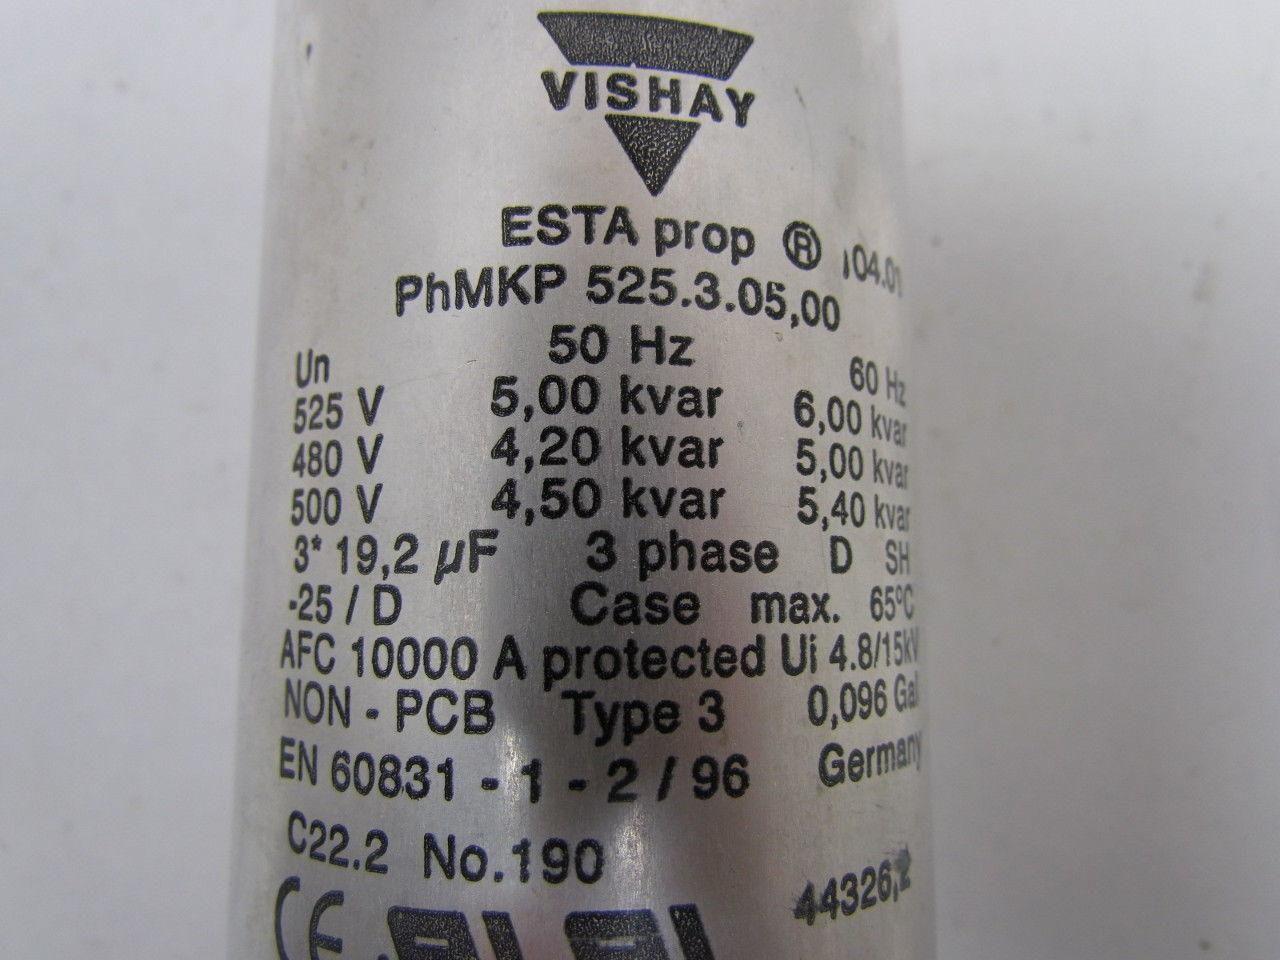 VISHAY
ESTA prop ® 04.01
PhMKP 525.3.05,00
Un 50 Hz 60 Hz
525 V 5,00 kvar 6,00 kvar
480 V 4,20 kvar 5,00 kvar
500 V 4,50 kvar 5,40 kvar
3* 19,2 µF 3 phase D SH
-25 / D Case max. 65°C
AFC 10000 A protected Ui 4.8/15kV
NON - PCB Type 3 0,096 Gal
EN 60831 - 1 - 2 / 96 Germany
C22.2 No.190
44326,2
CE